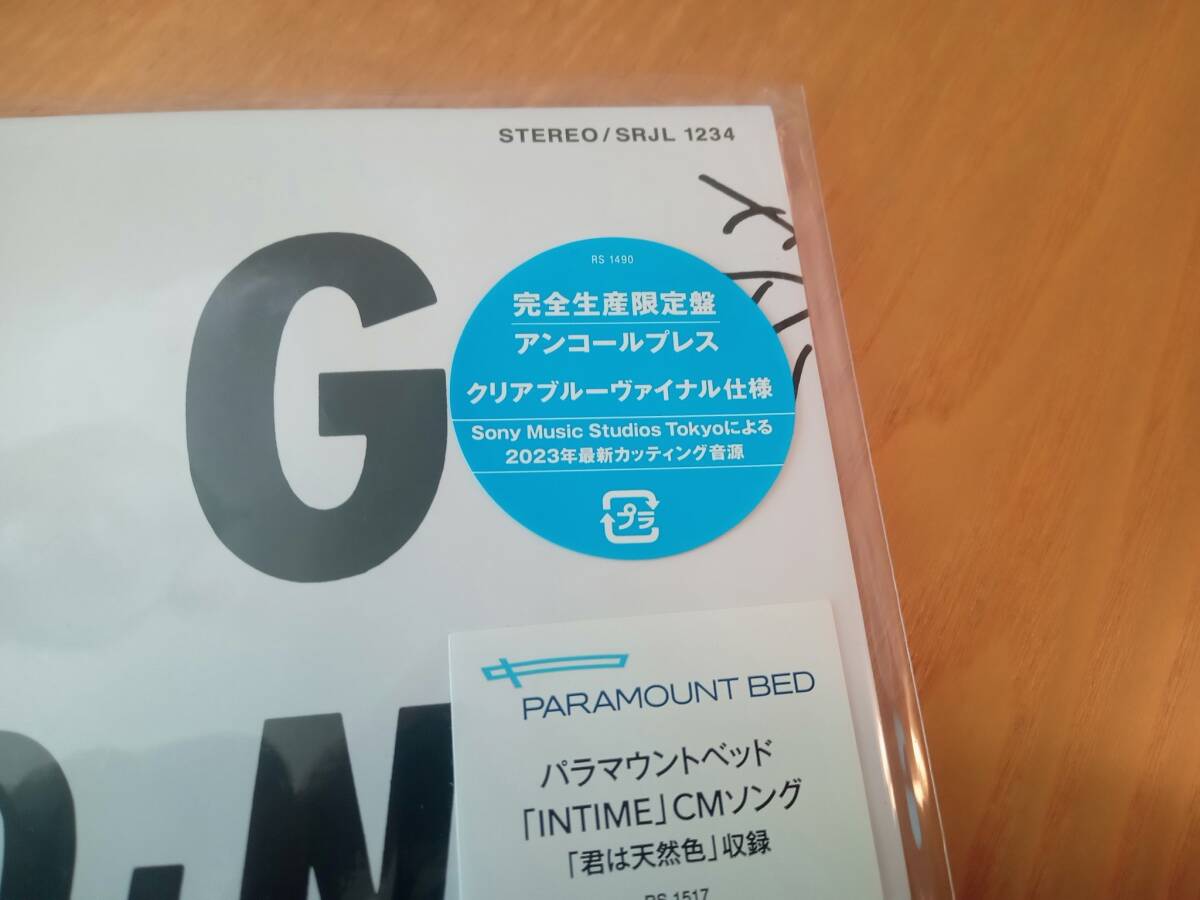 STEREO/SRJL 1234
G
RS 1490
完全生産限定盤
アンコールプレス
クリアブルーヴァイナル仕様
Sony Music Studios Tokyoによる
2023年最新カッティング音源
プラ
PARAMOUNT BED
パラマウントベッド
「INTIME」CMソング
「君は天然色」収録
RS 1517